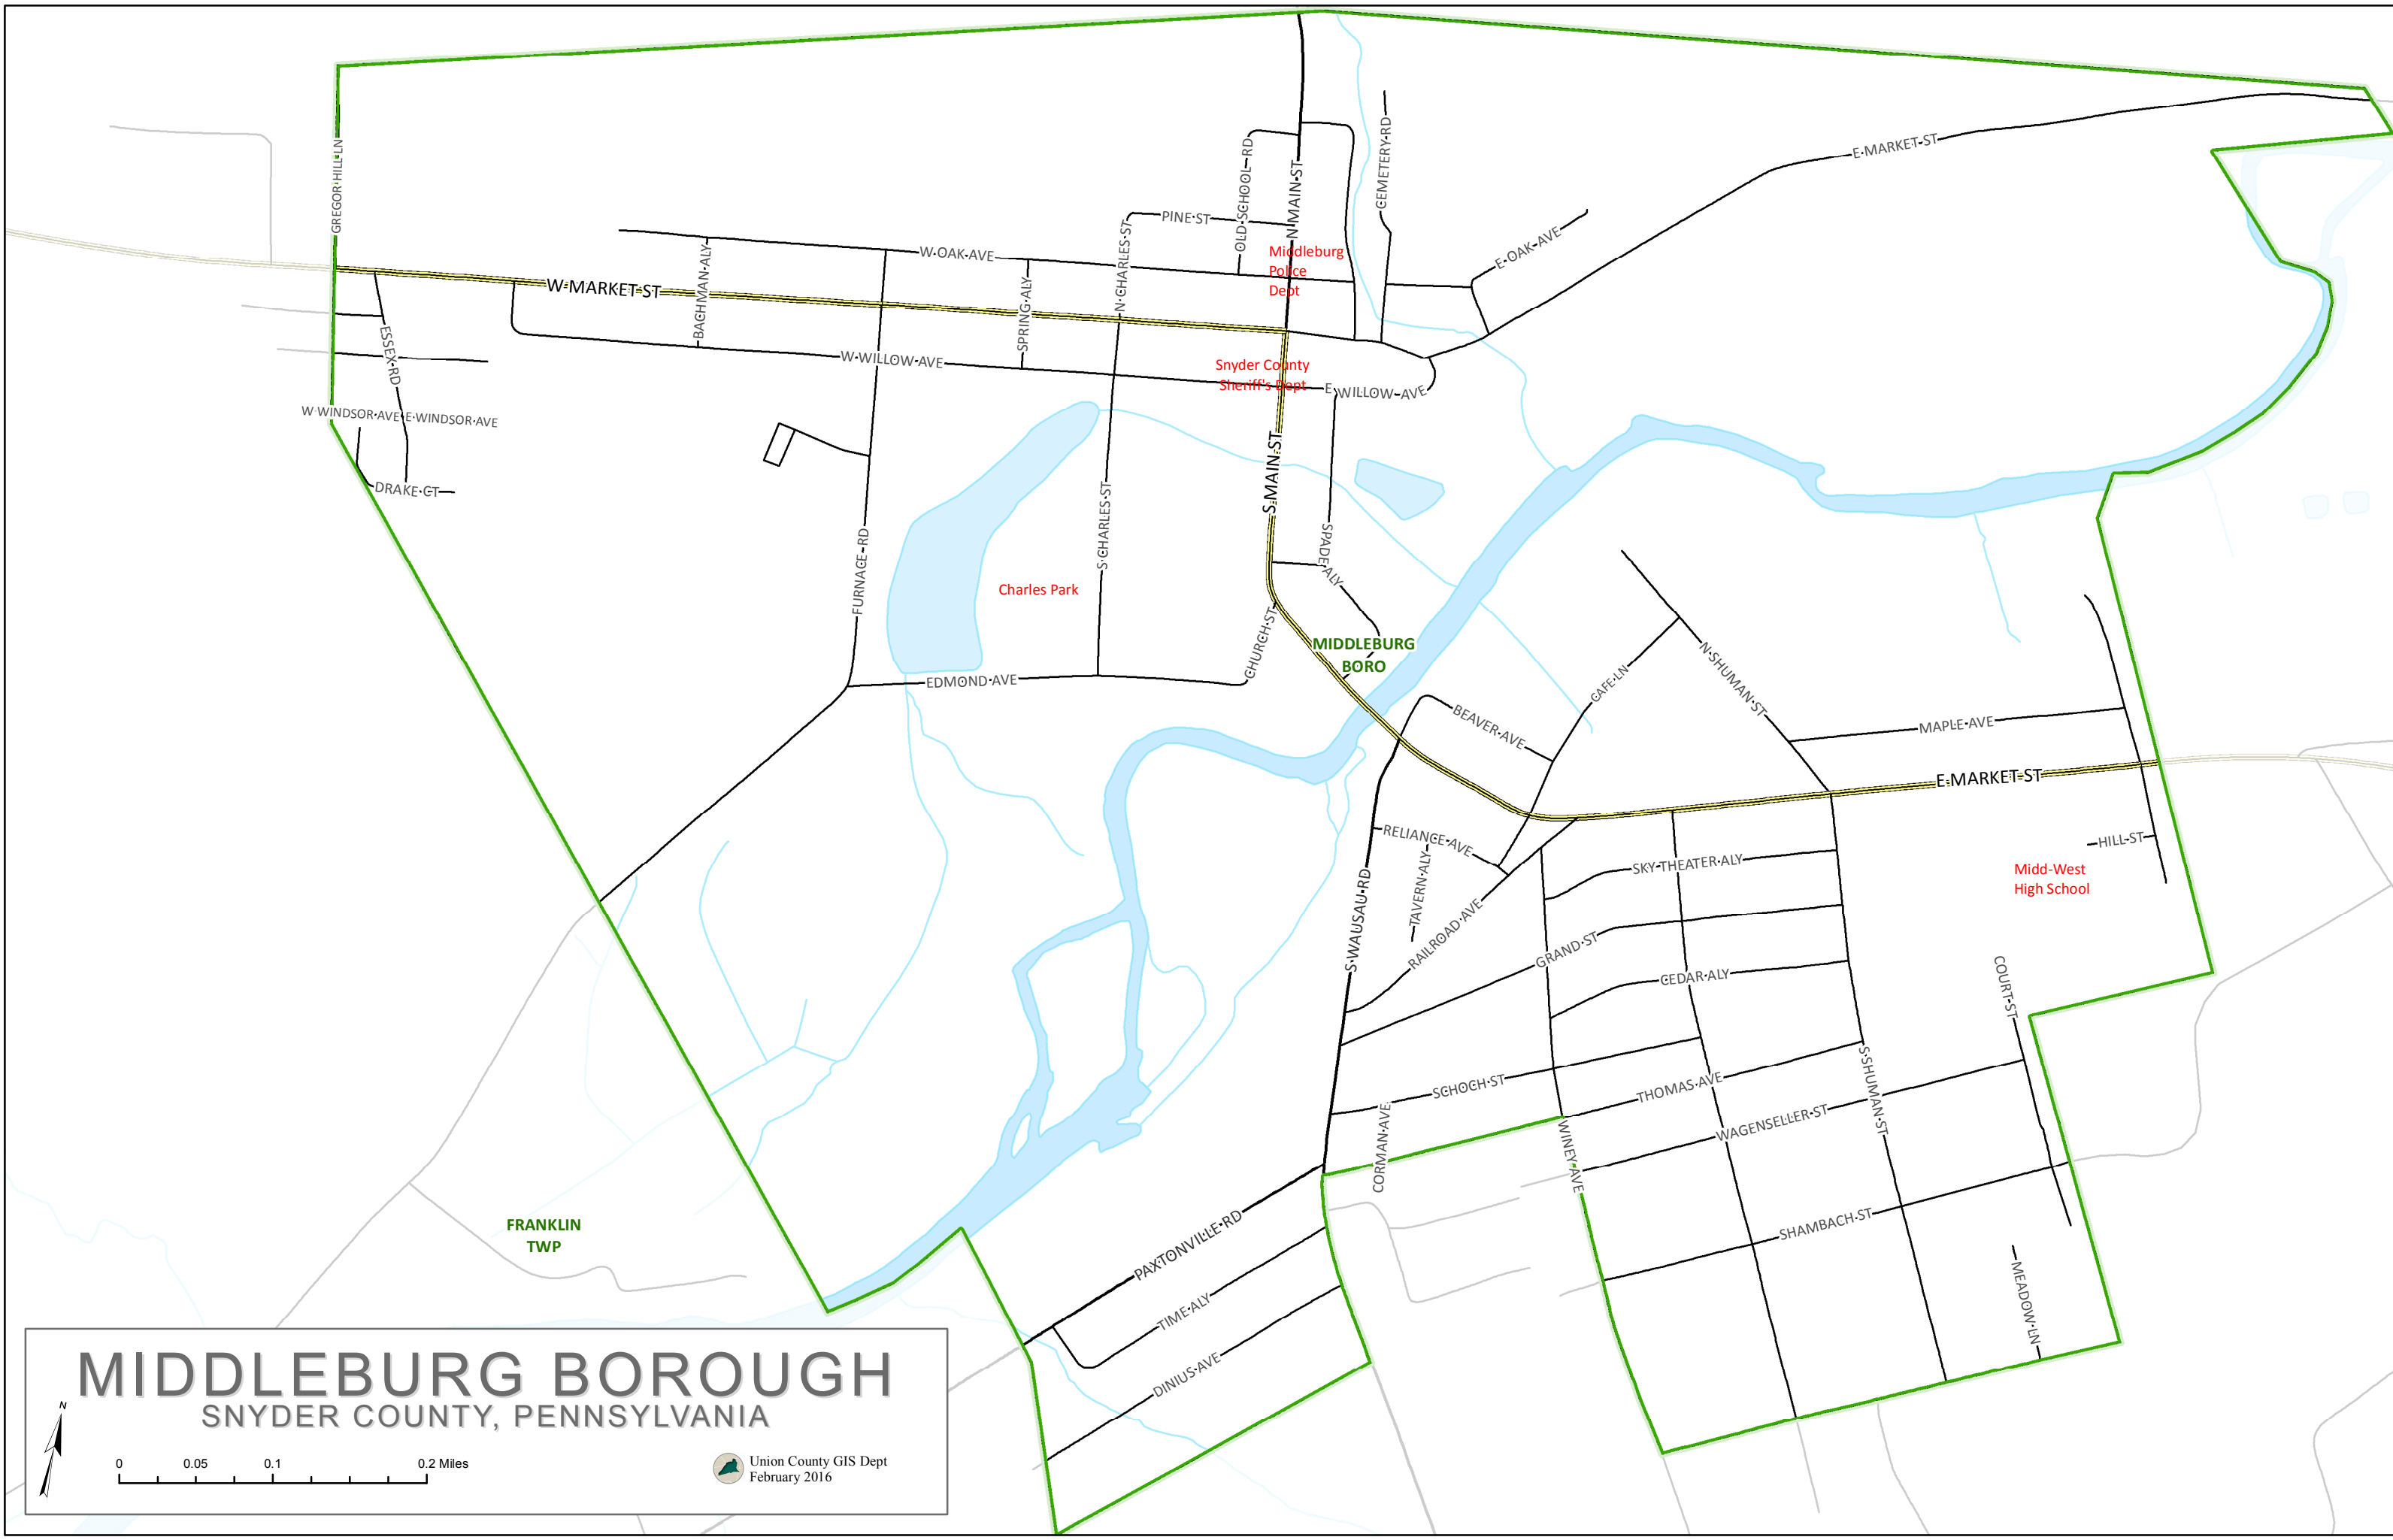 GREGOR HILL LN
CEMETERY RD
E MARKET ST
OLD SCHOOL RD
N MAIN ST
PINE ST
N CHARLES ST
E OAK AVE
W OAK AVE
BACHMAN ALY
SPRING ALY
Middleburg
Police
Dept
W MARKET ST
ESSEX RD
W WILLOW AVE
Snyder County
Sheriff's Dept
E WILLOW AVE
W WINDSOR AVE
E WINDSOR AVE
DRAKE CT
S MAIN ST
S CHARLES ST
FURNACE RD
SPADE ALY
Charles Park
CHURCH ST
MIDDLEBURG
BORO
EDMOND AVE
CAFE LN
N SHUMAN ST
BEAVER AVE
MAPLE AVE
E MARKET ST
RELIANCE AVE
TAVERN ALY
HILL ST
SKY THEATER ALY
Midd-West
High School
S WAUSAU RD
RAILROAD AVE
GRAND ST
CEDAR ALY
COURT ST
SCHOCH ST
THOMAS AVE
S SHUMAN ST
CORMAN AVE
WAGENSELLER ST
WINEY AVE
FRANKLIN
TWP
PAXTONVILLE RD
SHAMBACH ST
TIME ALY
MEADOW LN
DINIUS AVE
MIDDLEBURG BOROUGH
SNYDER COUNTY, PENNSYLVANIA
N
0 0.05 0.1 0.2 Miles
Union County GIS Dept
February 2016